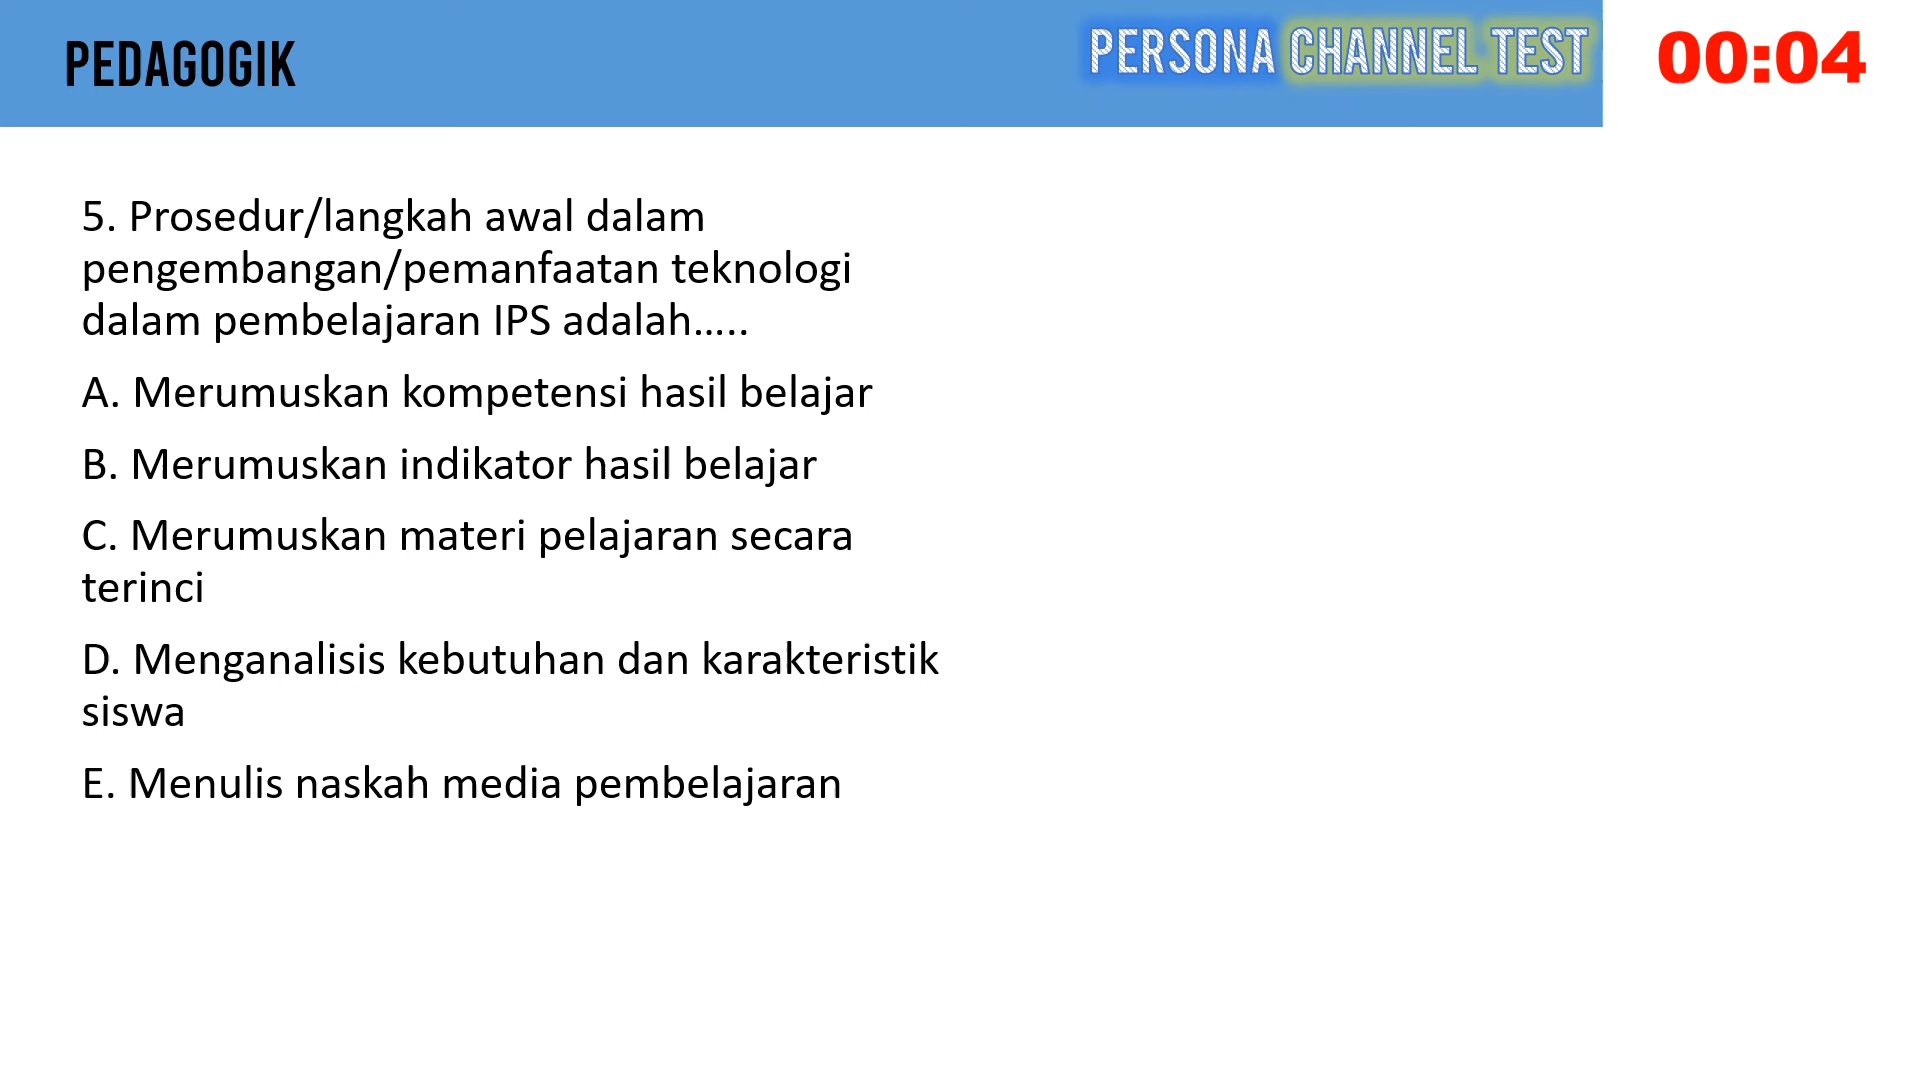 PEDAGOGIK
PERSONA CHANNEL TEST
00:04
5. Prosedur/langkah awal dalam
pengembangan/pemanfaatan teknologi
dalam pembelajaran IPS adalah.....
A. Merumuskan kompetensi hasil belajar
B. Merumuskan indikator hasil belajar
C. Merumuskan materi pelajaran secara
terinci
D. Menganalisis kebutuhan dan karakteristik
siswa
E. Menulis naskah media pembelajaran